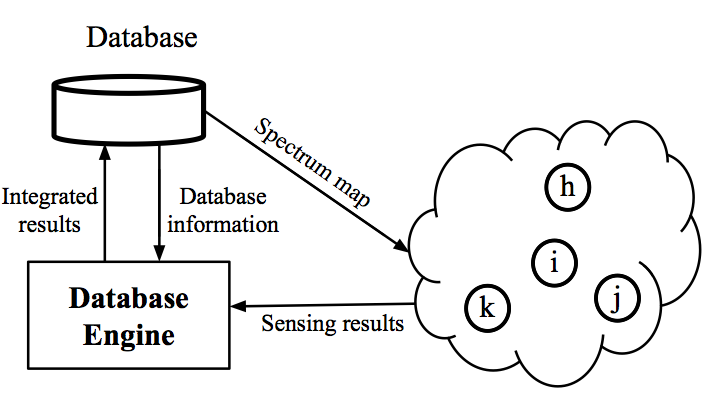 Database
Spectrum map
Integrated
results
Database
information
h
i
j
k
Database
Engine
Sensing results